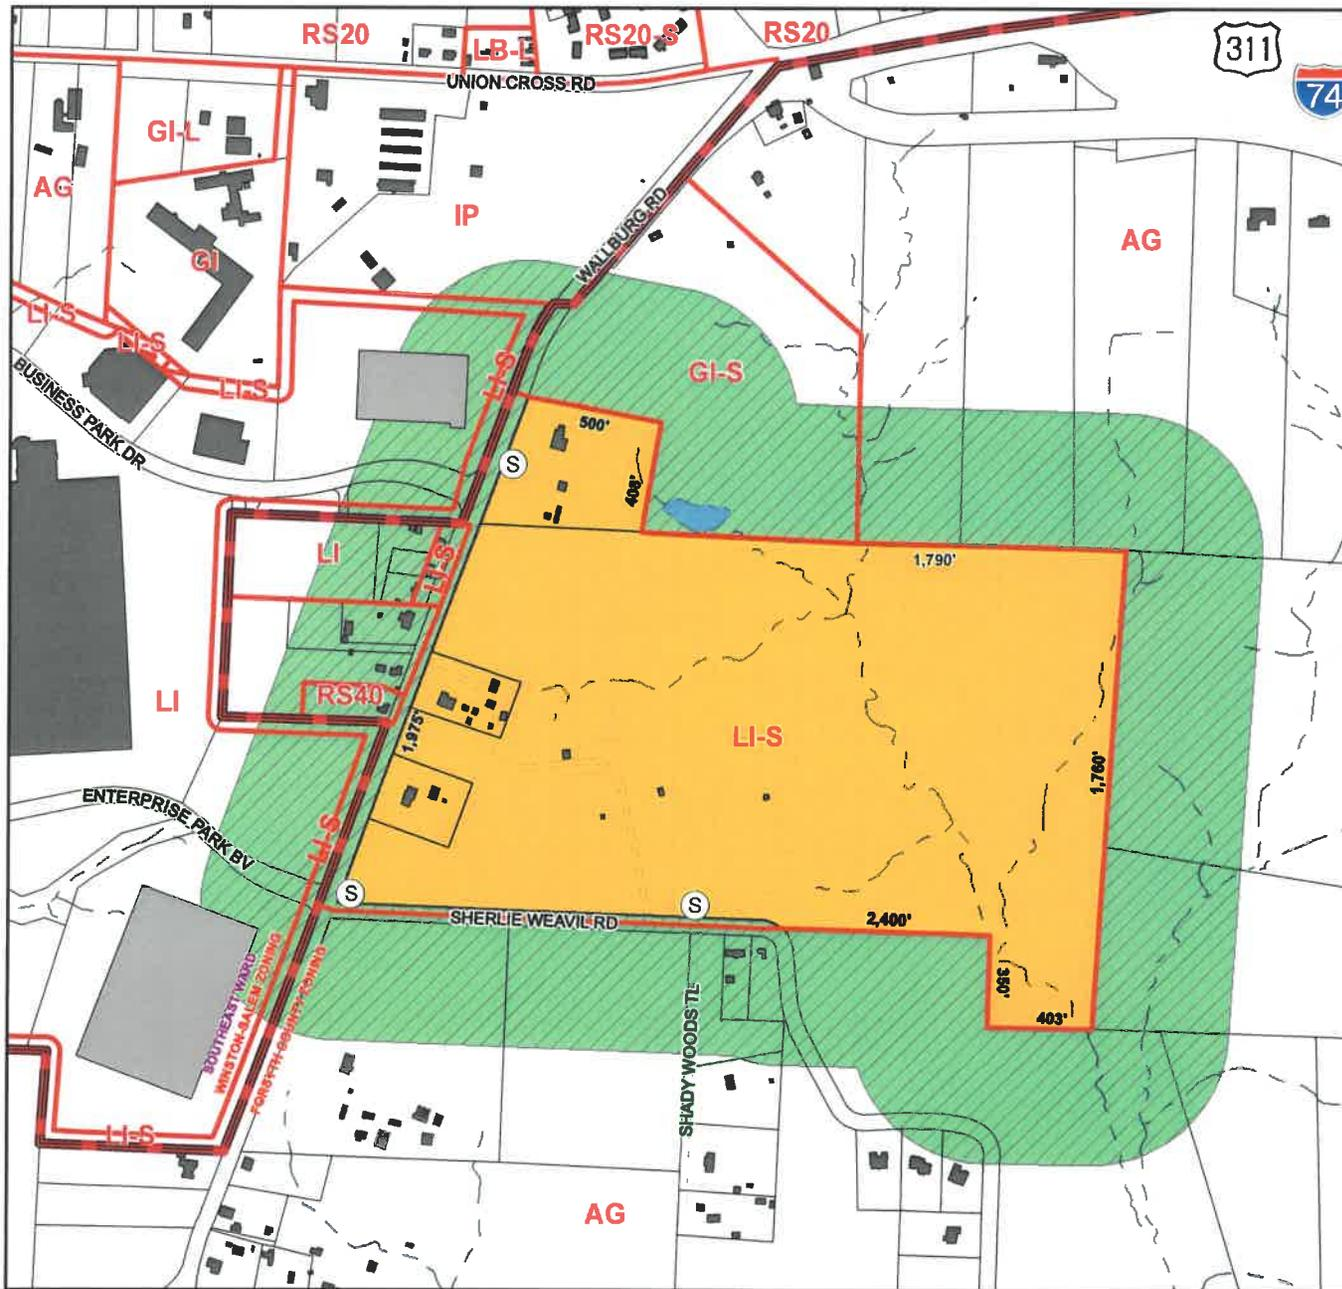 RS20
LB-L
RS20-S
RS20
311
74
UNION CROSS RD
GI-L
AG
IP
WALLBURG RD
AG
GI
LI-S
LI-S
LI-S
LI-S
GI-S
BUSINESS PARK DR
500'
408'
S
LI
LI-S
1,790'
RS40
LI
1,975'
LI-S
1,760'
ENTERPRISE PARK BV
LI-S
S
S
SHERLIE WEAVIL RD
2,400'
350'
403'
SOUTHEAST WARD
WINSTON-SALEM ZONING
FORSYTH COUNTY ZONING
SHADY WOODS TL
LI-S
AG